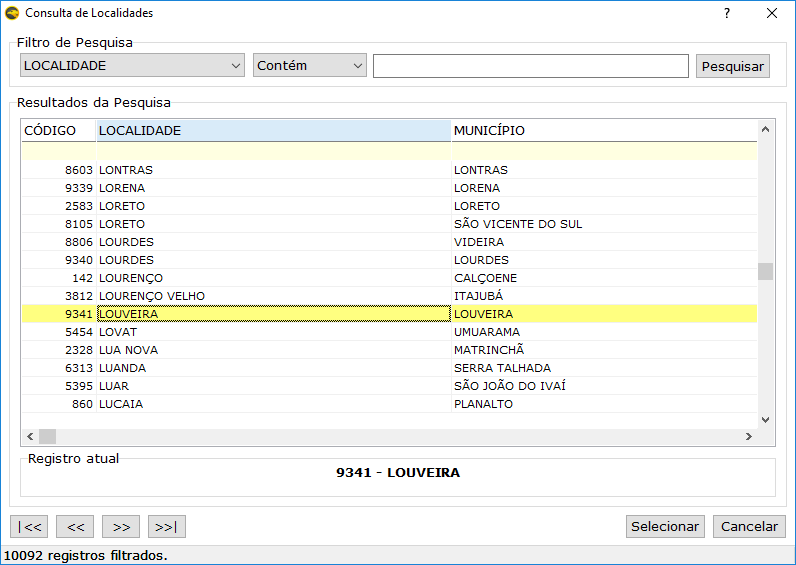 Consulta de Localidades
Filtro de Pesquisa
LOCALIDADE Contém Pesquisar
Resultados da Pesquisa
CÓDIGO LOCALIDADE MUNICÍPIO
8603 LONTRAS LONTRAS
9339 LORENA LORENA
2583 LORETO LORETO
8105 LORETO SÃO VICENTE DO SUL
8806 LOURDES VIDEIRA
9340 LOURDES LOURDES
142 LOURENÇO CALÇOENE
3812 LOURENÇO VELHO ITAJUBÁ
9341 LOUVEIRA LOUVEIRA
5454 LOVAT UMUARAMA
2328 LUA NOVA MATRINCHÃ
6313 LUANDA SERRA TALHADA
5395 LUAR SÃO JOÃO DO IVAÍ
860 LUCAIA PLANALTO
Registro atual
9341 - LOUVEIRA
|<< << >> >>| Selecionar Cancelar
10092 registros filtrados.